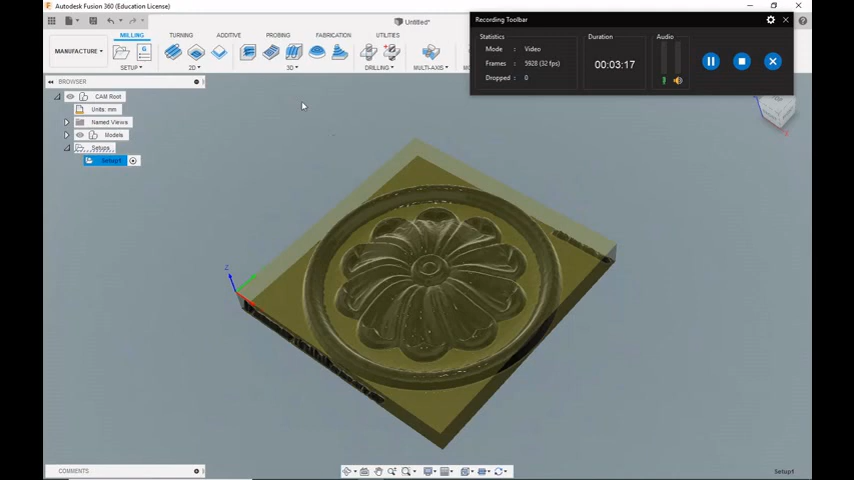 Autodesk Fusion 360 (Education License)
Untitled*
MANUFACTURE
MILLING
TURNING
ADDITIVE
PROBING
FABRICATION
UTILITIES
SETUP
2D
3D
DRILLING
MULTI-AXIS
Recording Toolbar
Statistics
Mode : Video
Frames : 5928 (32 fps)
Dropped : 0
Duration
00:03:17
Audio
BROWSER
CAM Root
Units: mm
Named Views
Models
Setups
Setup1
Z
COMMENTS
Setup1